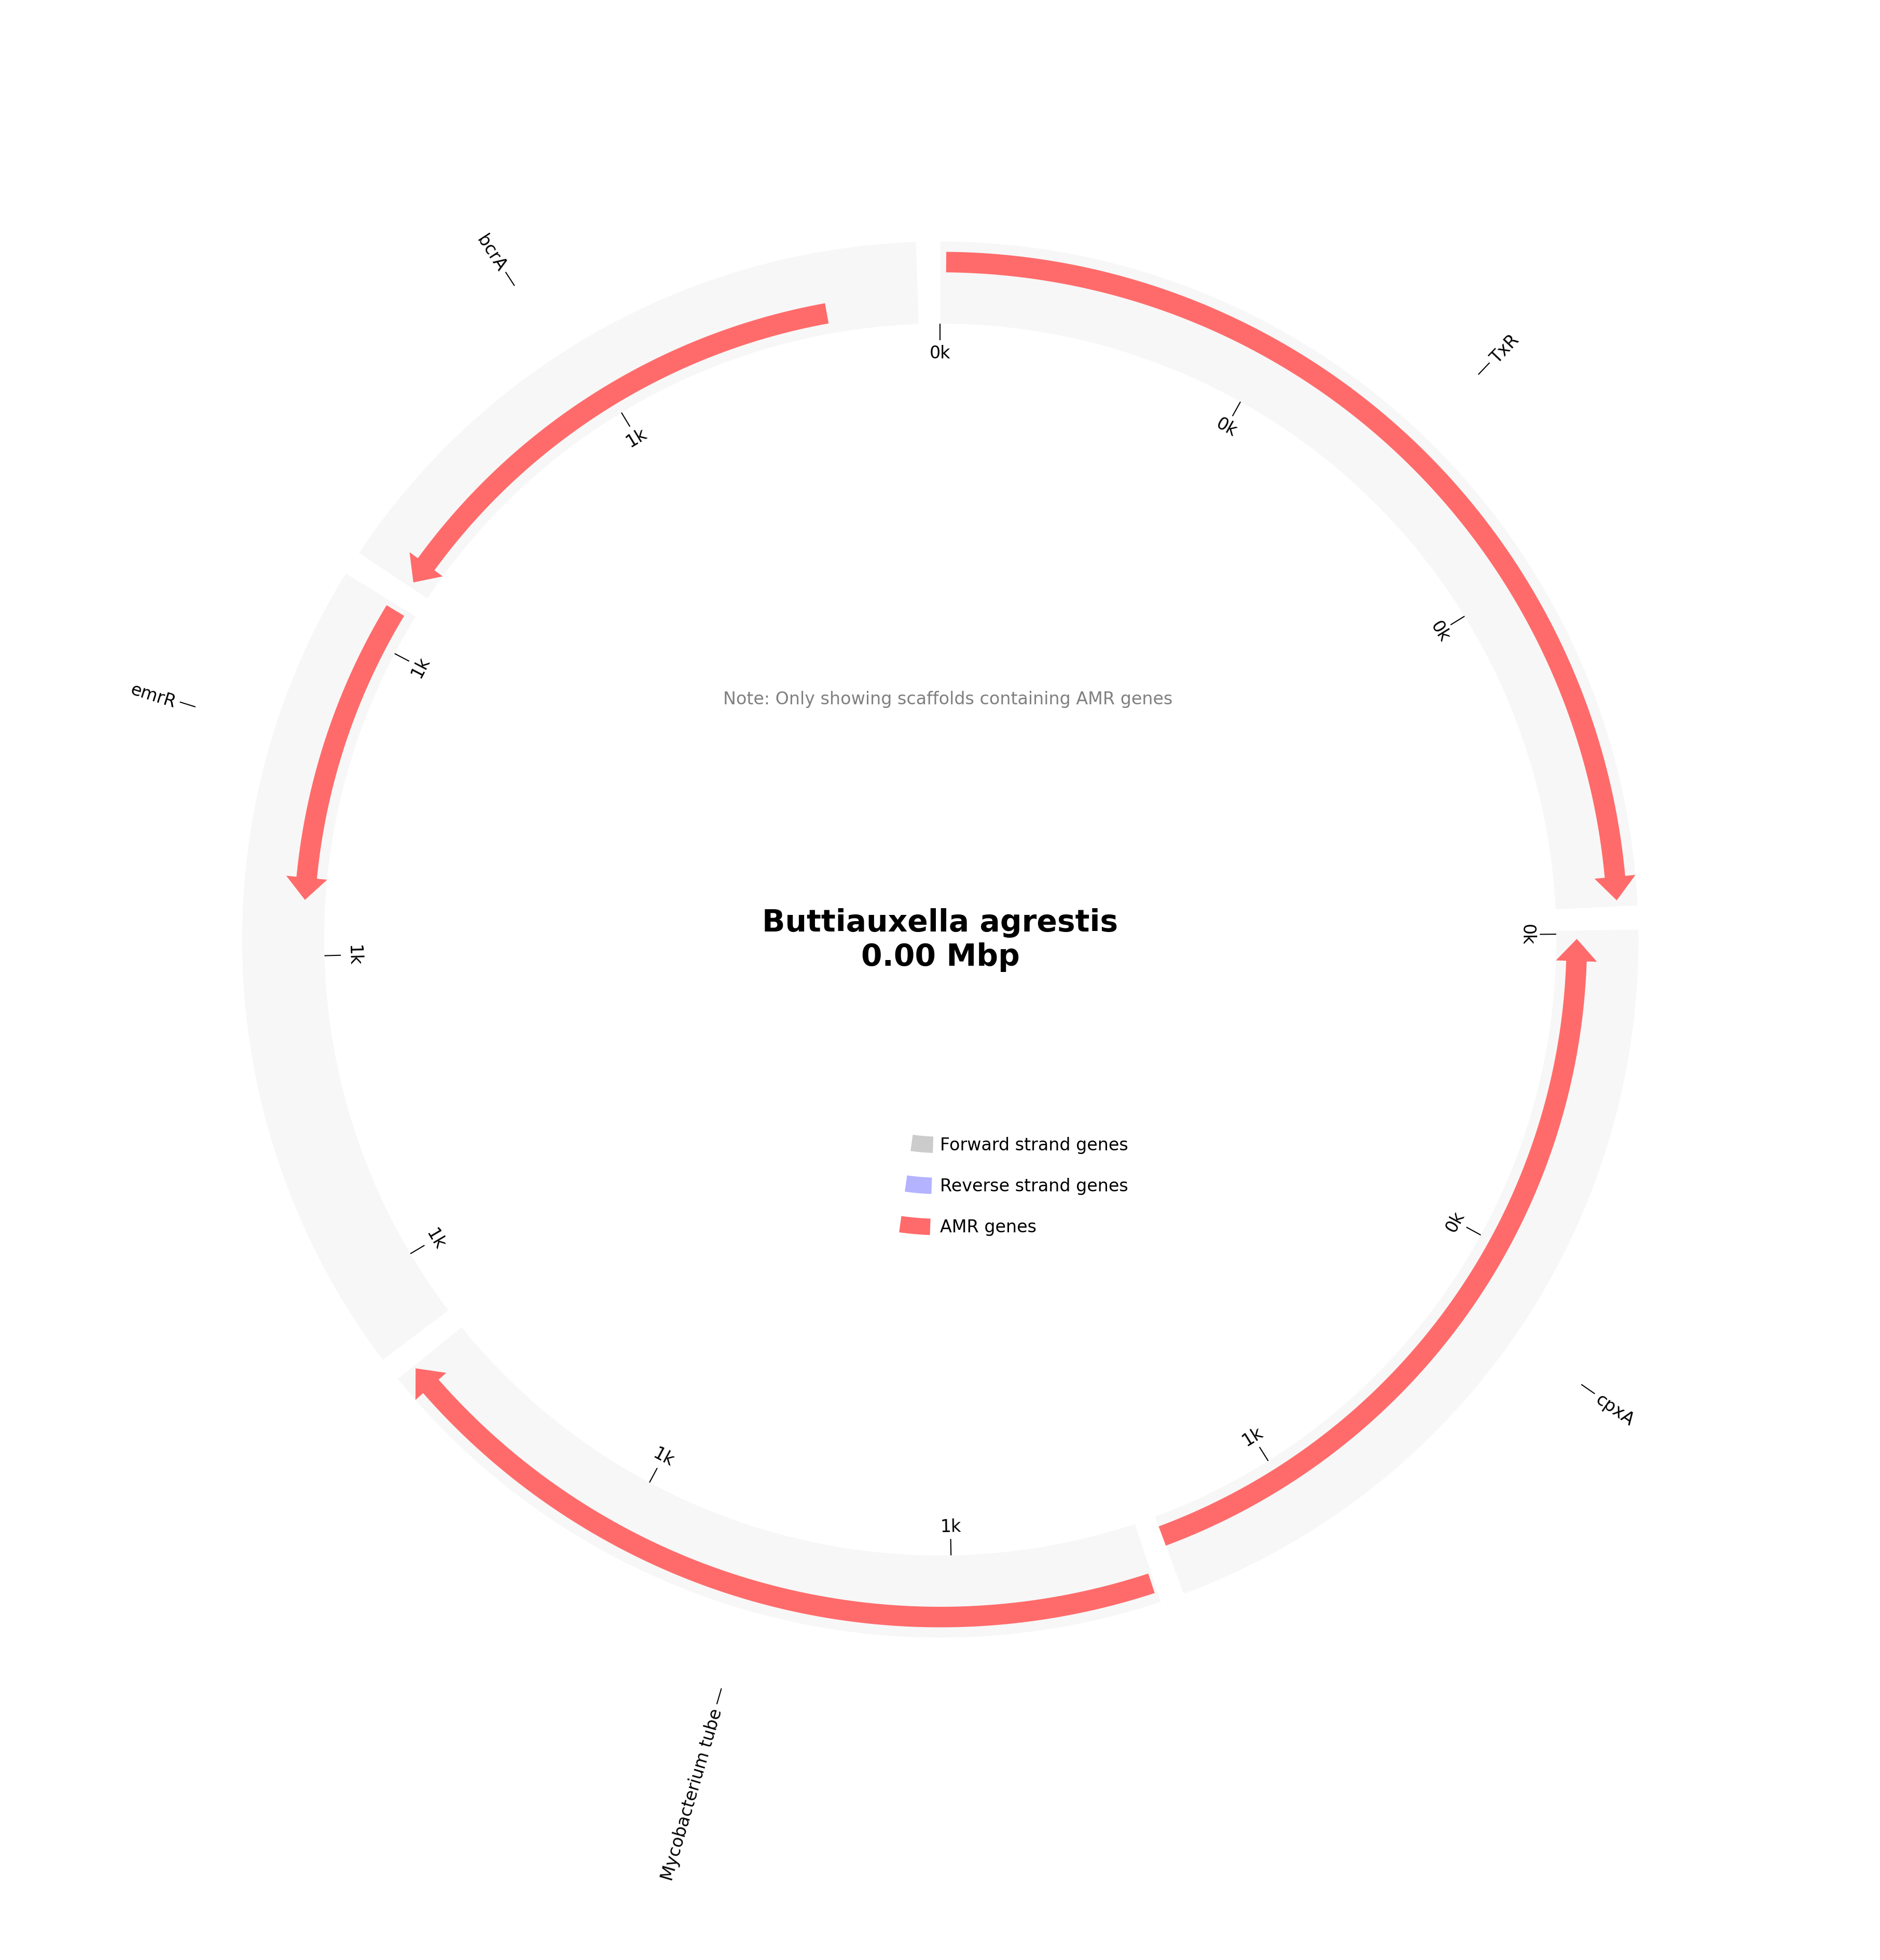 bcrA
TxR
0k
0k
1k
0k
1k
emrR
Note: Only showing scaffolds containing AMR genes
Buttiauxella agrestis
0.00 Mbp
0k
1k
Forward strand genes
Reverse strand genes
AMR genes
0k
1k
cpxA
1k
1k
1k
Mycobacterium tube